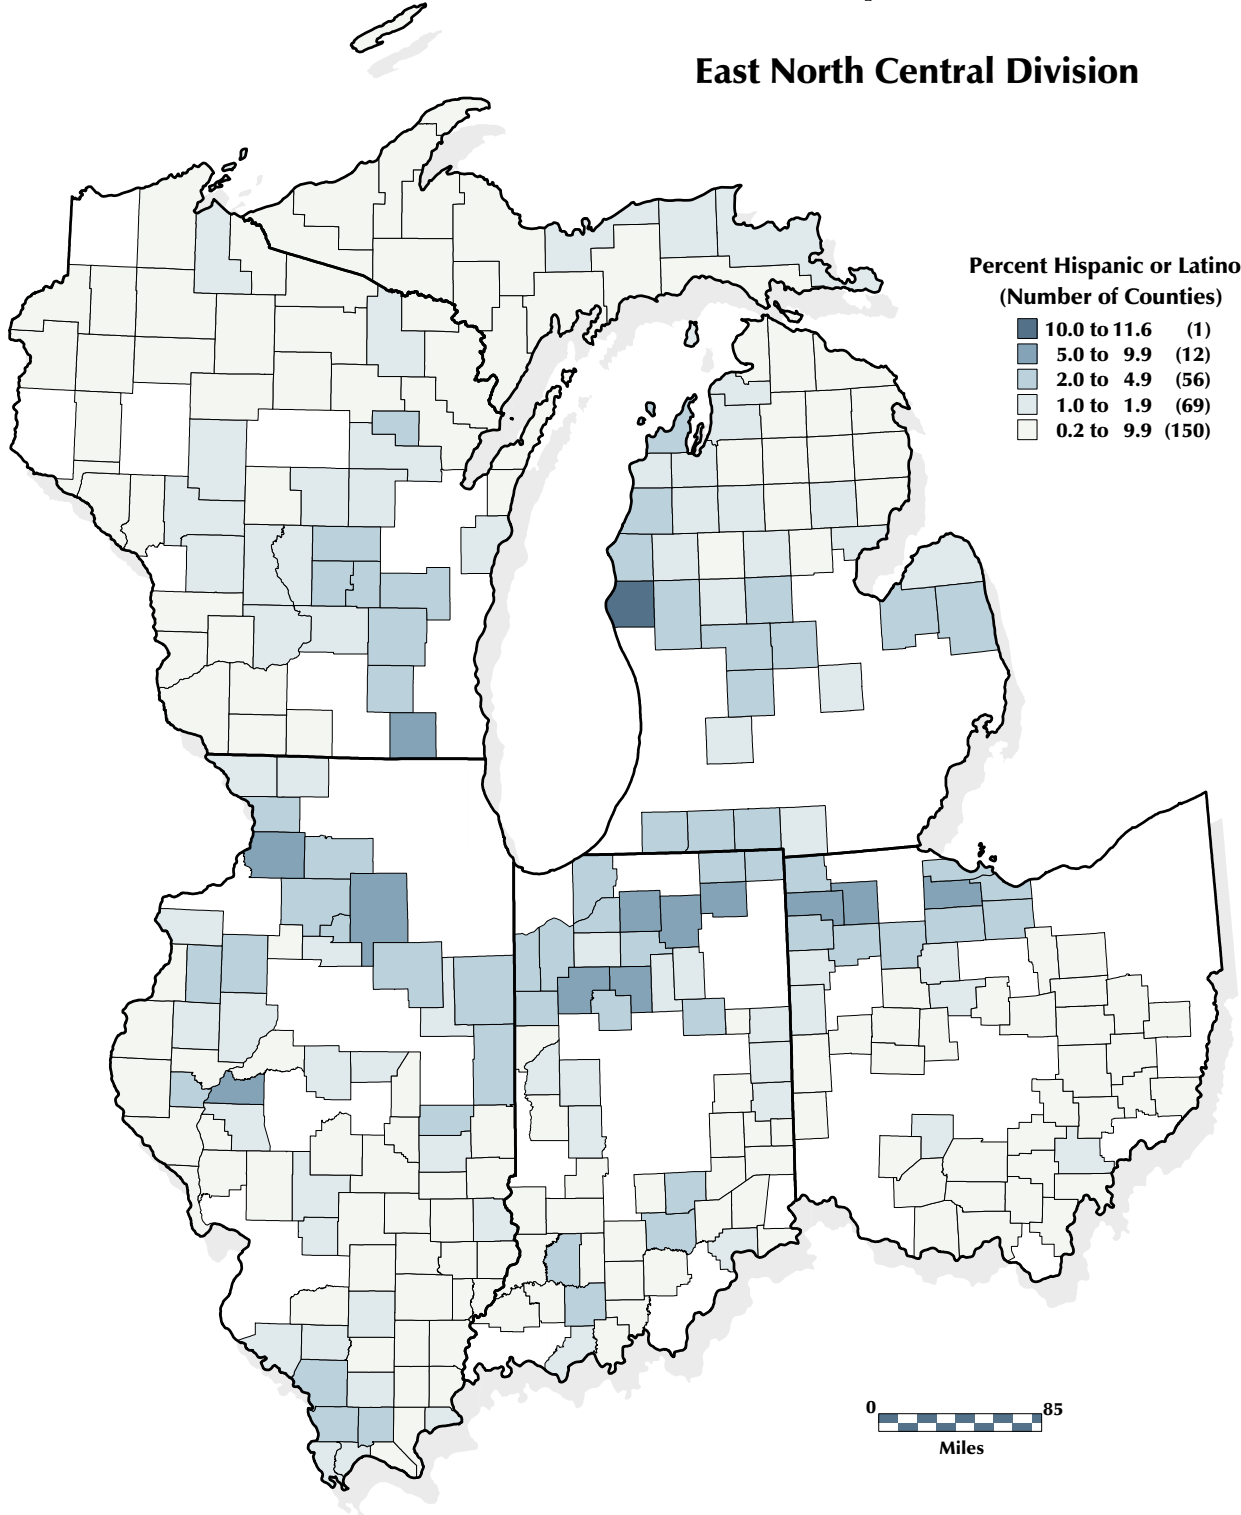 East North Central Division
Percent Hispanic or Latino
(Number of Counties)
10.0 to 11.6 (1)
5.0 to 9.9 (12)
2.0 to 4.9 (56)
1.0 to 1.9 (69)
0.2 to 9.9 (150)
0 85
Miles